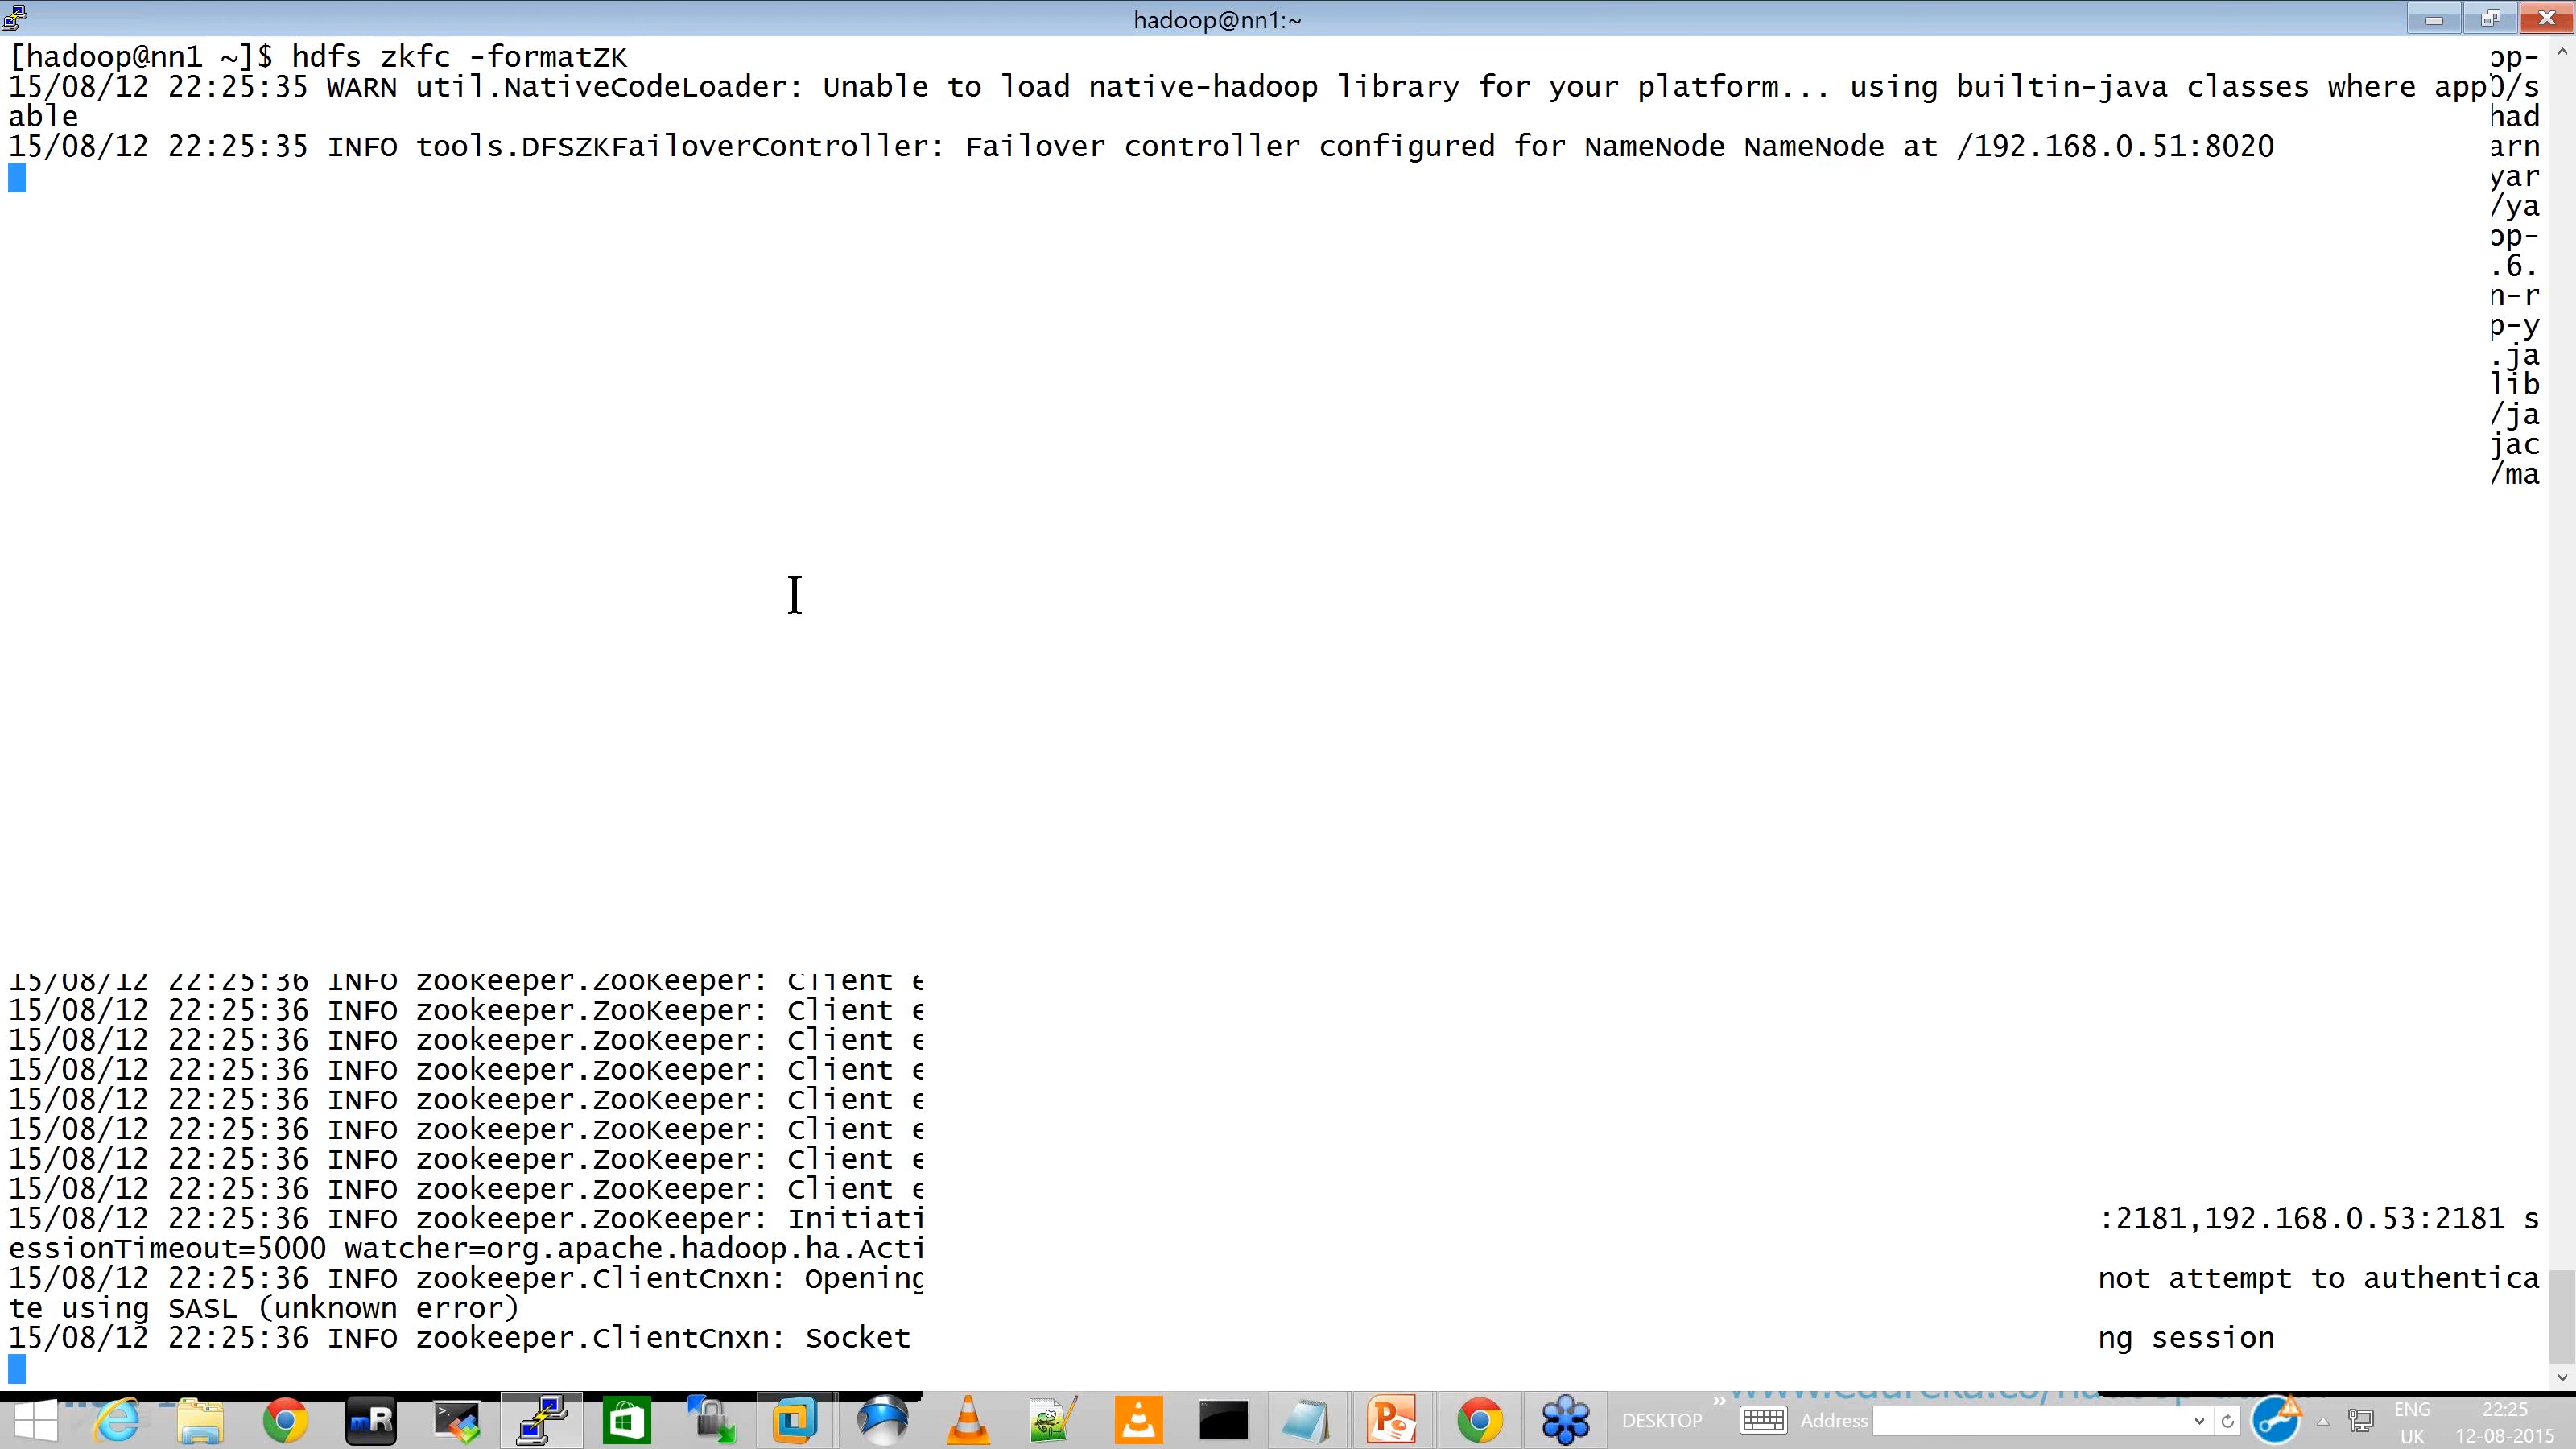 hadoop@nn1:~
[hadoop@nn1 ~]$ hdfs zkfc -formatZK
op-
15/08/12 22:25:35 WARN util.NativeCodeLoader: Unable to load native-hadoop library for your platform... using builtin-java classes where app0/s
able
had
15/08/12 22:25:35 INFO tools.DFSZKFailoverController: Failover controller configured for NameNode NameNode at /192.168.0.51:8020
arn
yar
/ya
op-
.6.
n-r
p-y
.ja
lib
/ja
jac
/ma
15/08/12 22:25:36 INFO zookeeper.ZooKeeper: Client e
15/08/12 22:25:36 INFO zookeeper.ZooKeeper: Client e
15/08/12 22:25:36 INFO zookeeper.ZooKeeper: Client e
15/08/12 22:25:36 INFO zookeeper.ZooKeeper: Client e
15/08/12 22:25:36 INFO zookeeper.ZooKeeper: Client e
15/08/12 22:25:36 INFO zookeeper.ZooKeeper: Client e
15/08/12 22:25:36 INFO zookeeper.ZooKeeper: Client e
15/08/12 22:25:36 INFO zookeeper.ZooKeeper: Client e
15/08/12 22:25:36 INFO zookeeper.ZooKeeper: Initiati :2181,192.168.0.53:2181 s
essionTimeout=5000 watcher=org.apache.hadoop.ha.Acti
15/08/12 22:25:36 INFO zookeeper.ClientCnxn: Opening not attempt to authentica
te using SASL (unknown error)
15/08/12 22:25:36 INFO zookeeper.ClientCnxn: Socket ng session
mR
DESKTOP
Address
ENG
UK
22:25
12-08-2015